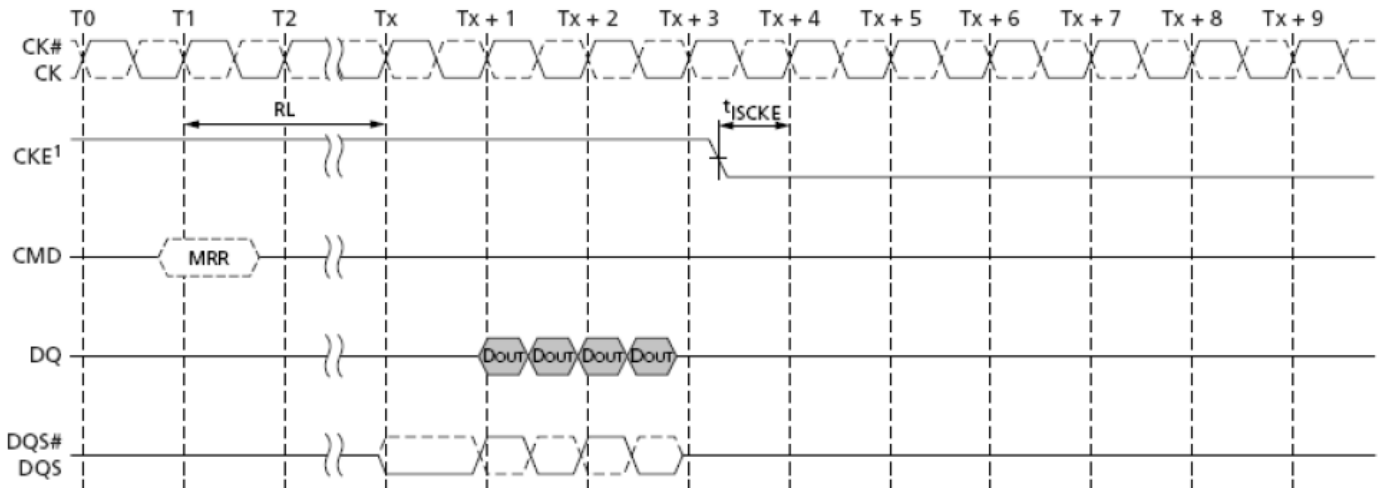 T0 T1 T2 Tx Tx + 1 Tx + 2 Tx + 3 Tx + 4 Tx + 5 Tx + 6 Tx + 7 Tx + 8 Tx + 9
CK#
CK
RL
tISCKE
CKE1
CMD MRR
DQ DOUT DOUT DOUT DOUT
DQS#
DQS